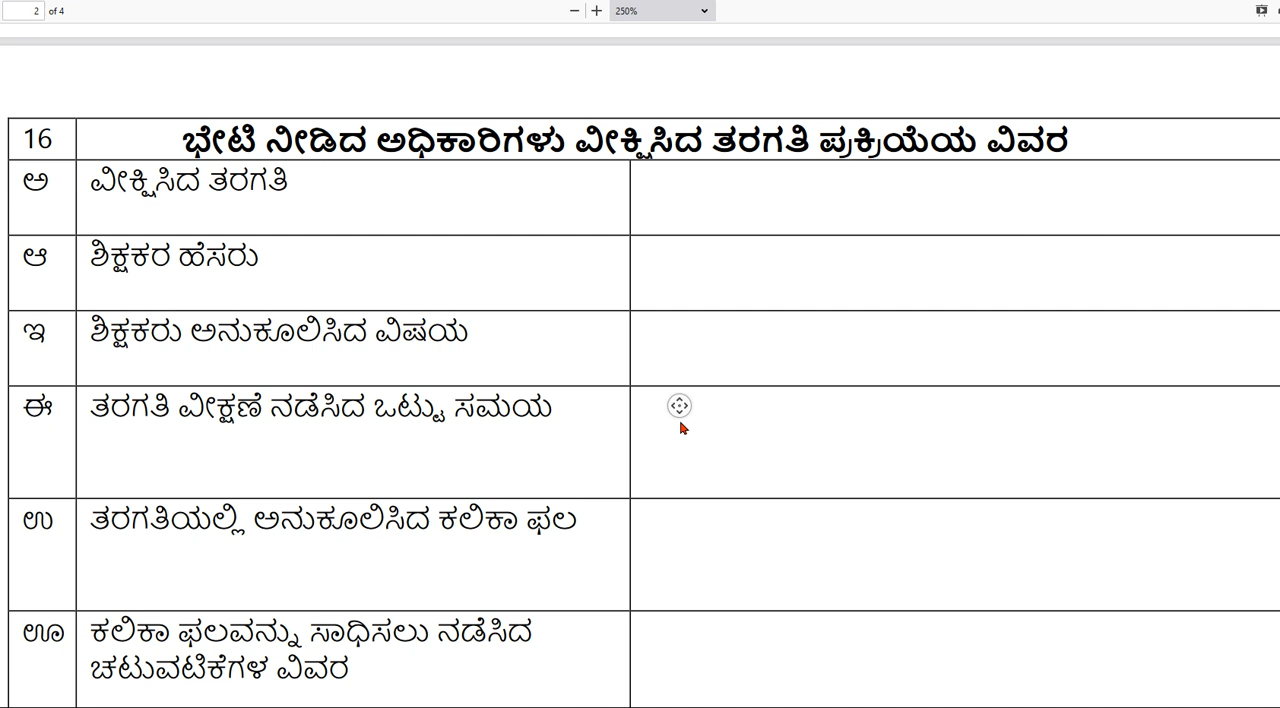 2 of 4 250%
16 ಭೇಟಿ ನೀಡಿದ ಅಧಿಕಾರಿಗಳು ವೀಕ್ಷಿಸಿದ ತರಗತಿ ಪ್ರಕ್ರಿಯೆಯ ವಿವರ
ಅ ವೀಕ್ಷಿಸಿದ ತರಗತಿ
ಆ ಶಿಕ್ಷಕರ ಹೆಸರು
ಇ ಶಿಕ್ಷಕರು ಅನುಕೂಲಿಸಿದ ವಿಷಯ
ಈ ತರಗತಿ ವೀಕ್ಷಣೆ ನಡೆಸಿದ ಒಟ್ಟು ಸಮಯ
ಉ ತರಗತಿಯಲ್ಲಿ ಅನುಕೂಲಿಸಿದ ಕಲಿಕಾ ಫಲ
ಊ ಕಲಿಕಾ ಫಲವನ್ನು ಸಾಧಿಸಲು ನಡೆಸಿದ
ಚಟುವಟಿಕೆಗಳ ವಿವರ